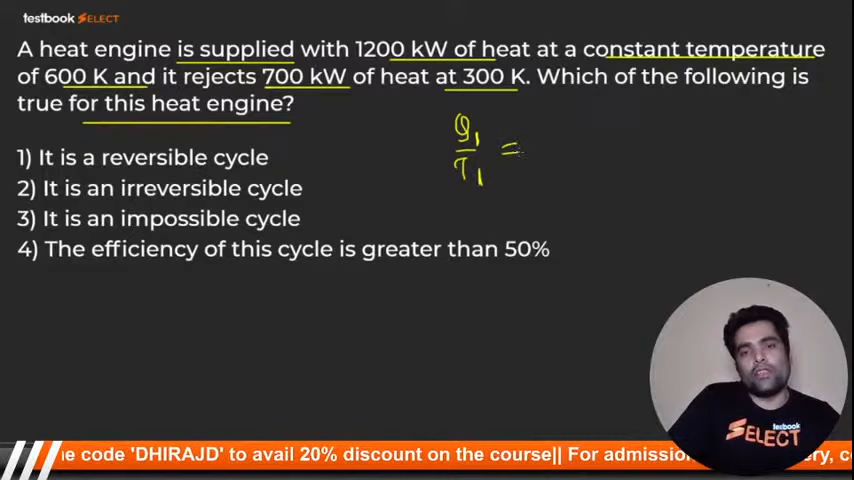 testbook SELECT
A heat engine is supplied with 1200 kW of heat at a constant temperature
of 600 K and it rejects 700 kW of heat at 300 K. Which of the following is
true for this heat engine?
Q1/T1 =
1) It is a reversible cycle
2) It is an irreversible cycle
3) It is an impossible cycle
4) The efficiency of this cycle is greater than 50%
testbook
SELECT
code 'DHIRAJD' to avail 20% discount on the course|| For